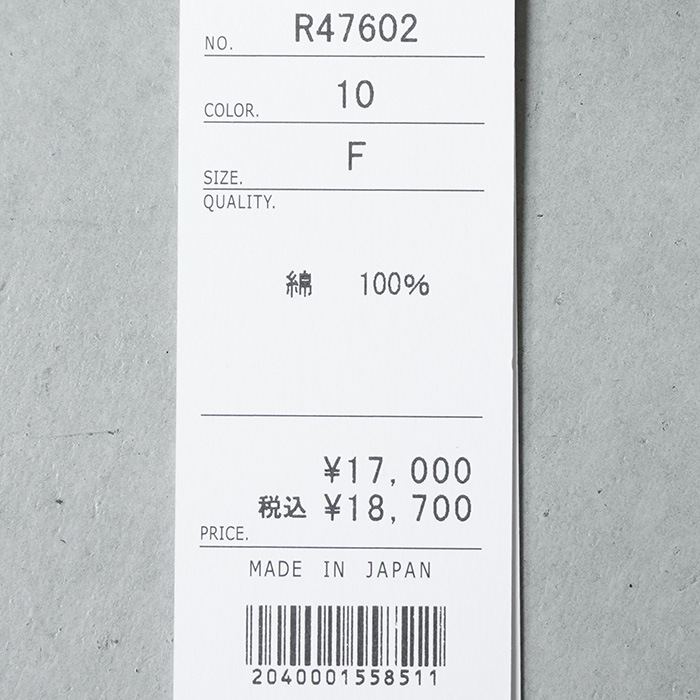 NO. R47602
COLOR. 10
SIZE. F
QUALITY.
綿 100%
¥17,000
税込 ¥18,700
PRICE.
MADE IN JAPAN
2040001558511